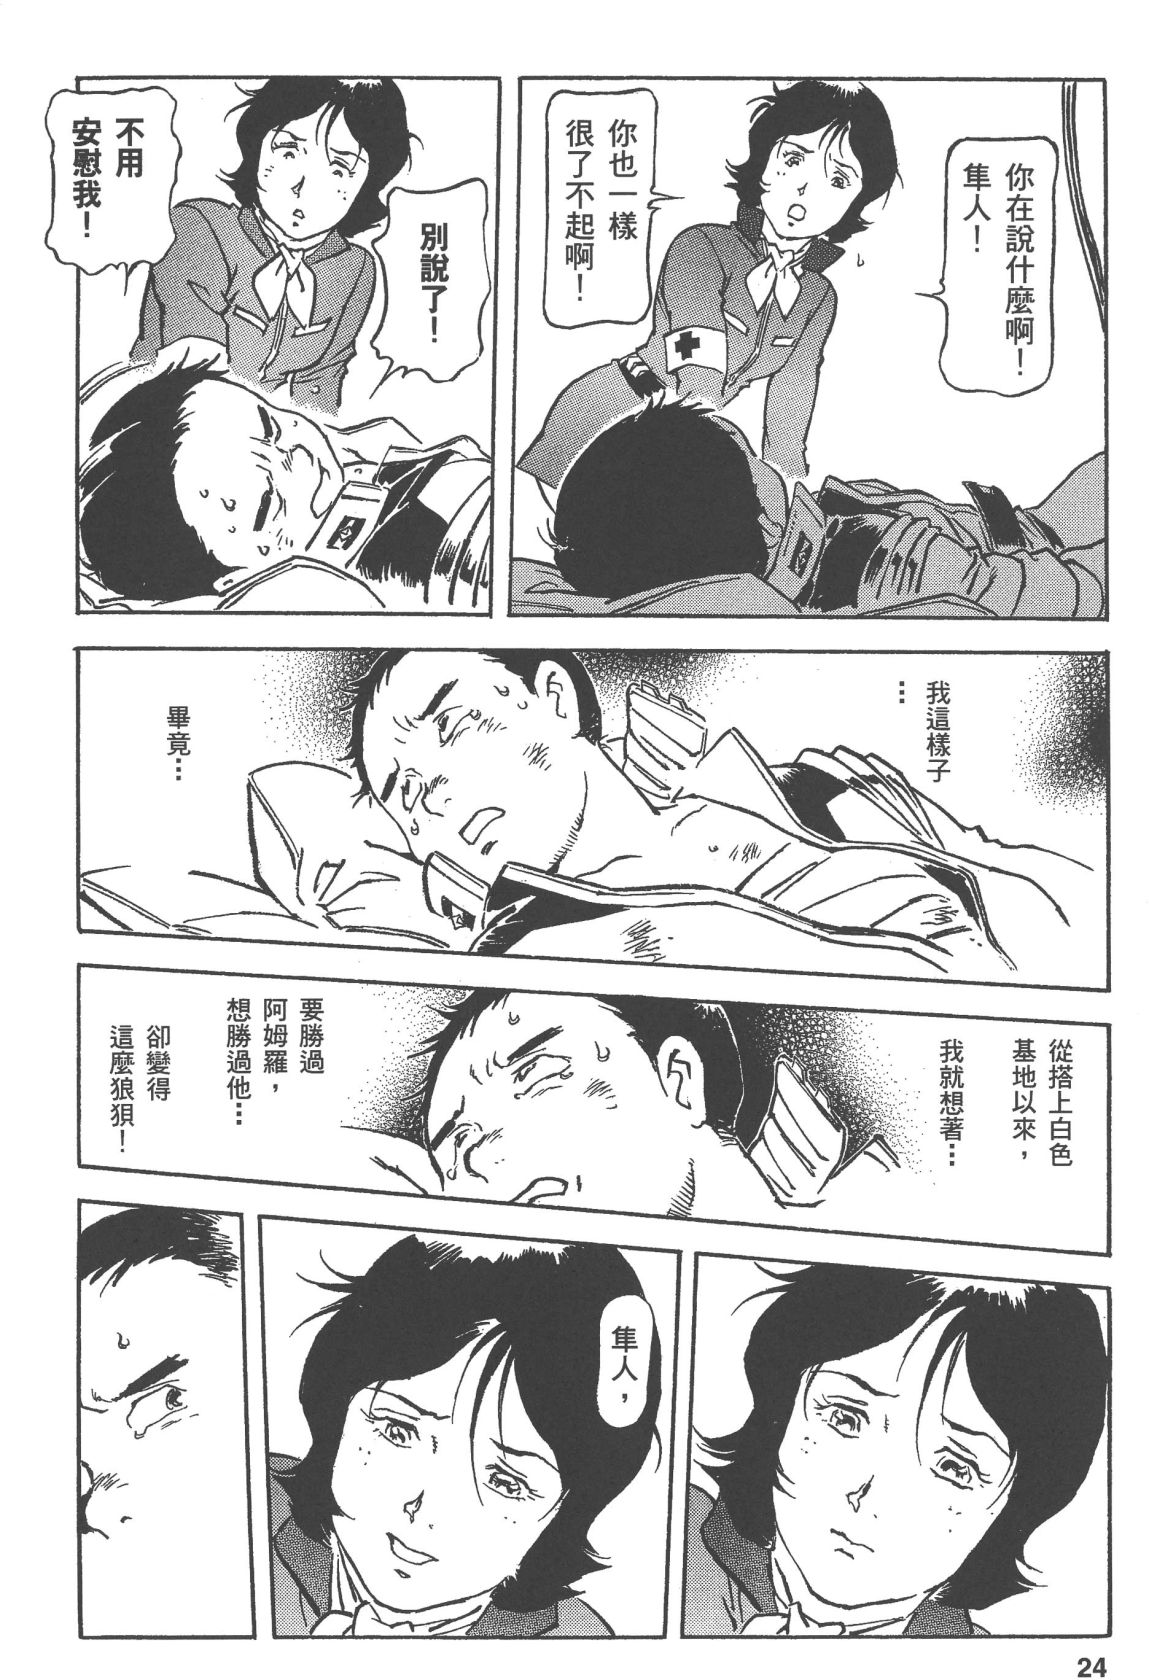 你在說什麼啊！
隼人！
你也一樣
很了不起啊！
別說了！
不用
安慰我！
我這樣子
…
畢竟…
從搭上白色
基地以來，
我就想著…
要勝過
阿姆羅，
想勝過他…
卻變得
這麼狼狽！
隼人，
24